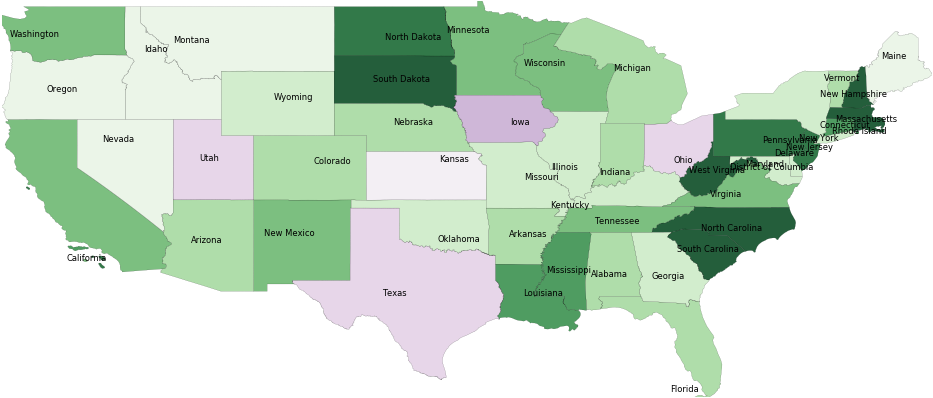 Washington
Montana
Idaho
North Dakota
Minnesota
Wisconsin
Michigan
Maine
Oregon
Wyoming
South Dakota
Vermont
New Hampshire
Nebraska
Iowa
Massachusetts
Connecticut
Rhode Island
Nevada
Utah
Colorado
Kansas
Missouri
Illinois
Indiana
Ohio
Pennsylvania
New York
New Jersey
Delaware
Maryland
District of Columbia
West Virginia
Virginia
Kentucky
Tennessee
North Carolina
South Carolina
California
Arizona
New Mexico
Oklahoma
Arkansas
Mississippi
Alabama
Georgia
Texas
Louisiana
Florida